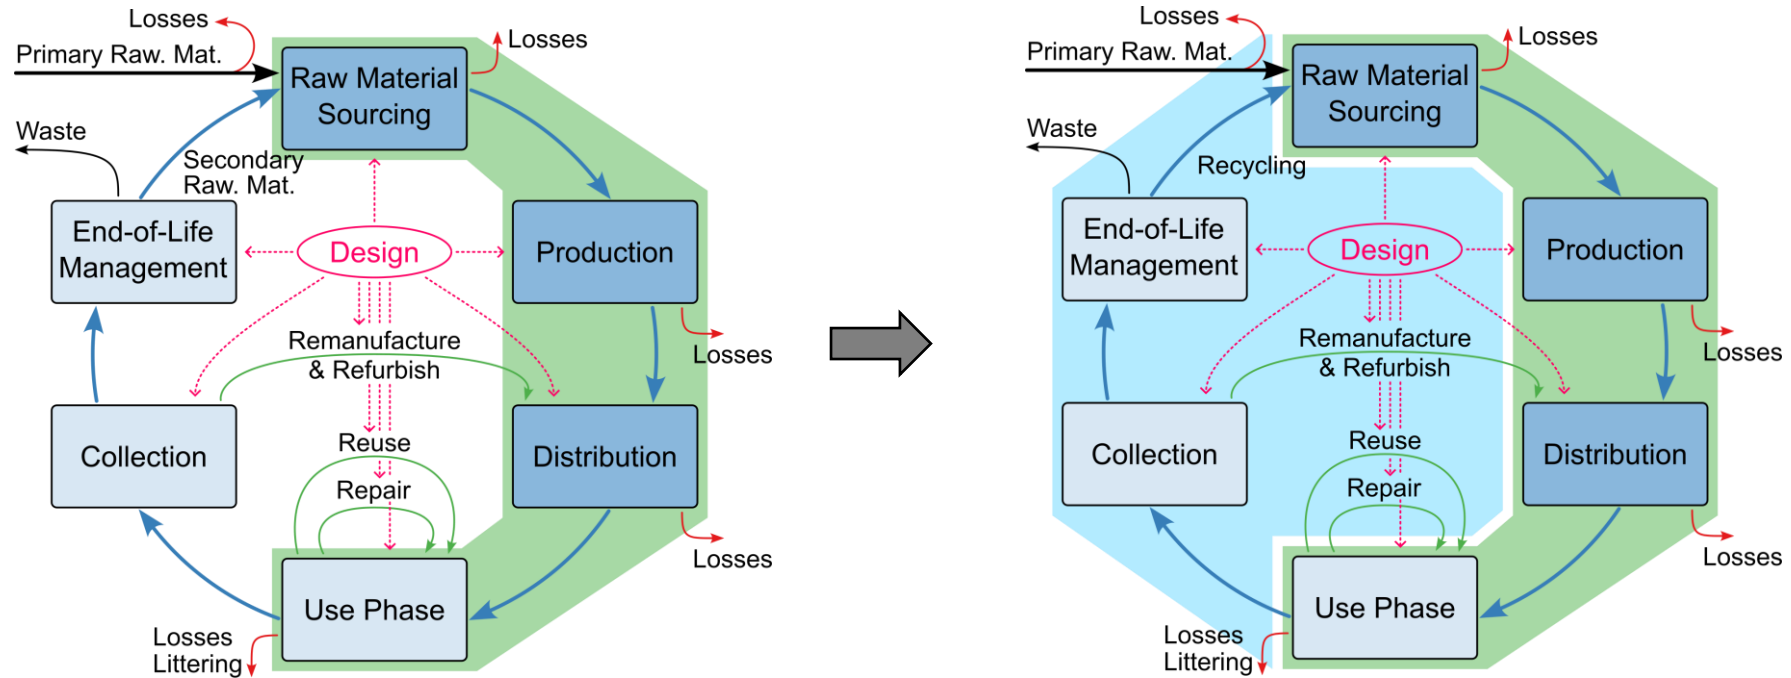 Losses
Primary Raw. Mat.
Losses
Raw Material
Sourcing
Waste
Secondary
Raw. Mat.
End-of-Life
Management
Design
Production
Remanufacture
& Refurbish
Losses
Collection
Reuse
Repair
Distribution
Losses
Use Phase
Losses
Littering
Losses
Primary Raw. Mat.
Losses
Raw Material
Sourcing
Waste
Recycling
End-of-Life
Management
Design
Production
Remanufacture
& Refurbish
Losses
Collection
Reuse
Repair
Distribution
Losses
Use Phase
Losses
Littering